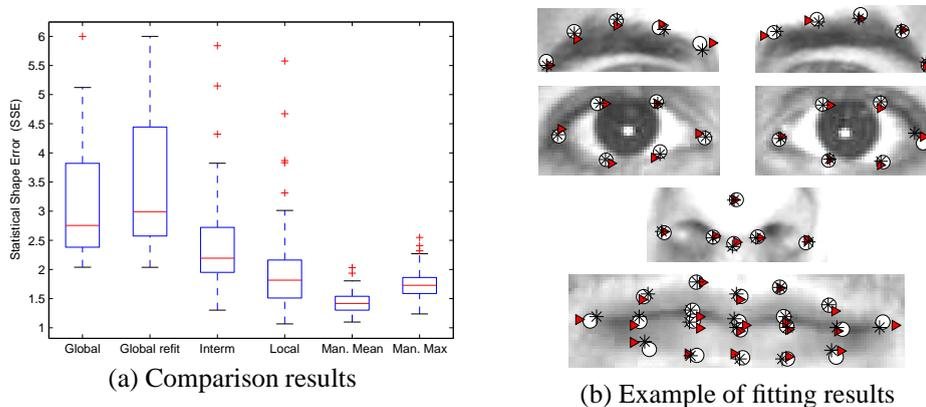 6
5.5
5
4.5
4
3.5
3
2.5
2
1.5
1
Statistical Shape Error (SSE)
Global Global refit Interm Local Man. Mean Man. Max
(a) Comparison results
(b) Example of fitting results